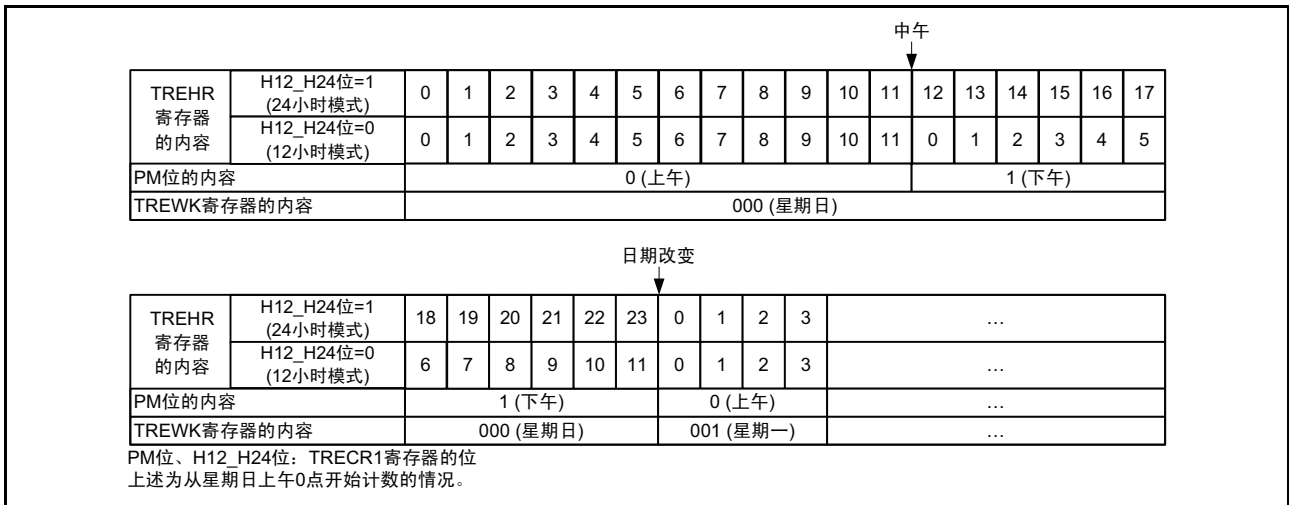 中午
TREHR
寄存器
的内容
H12_H24位=1
(24小时模式)
0 1 2 3 4 5 6 7 8 9 10 11 12 13 14 15 16 17
H12_H24位=0
(12小时模式)
0 1 2 3 4 5 6 7 8 9 10 11 0 1 2 3 4 5
PM位的内容 0 (上午) 1 (下午)
TREWK寄存器的内容 000 (星期日)
日期改变
TREHR
寄存器
的内容
H12_H24位=1
(24小时模式)
18 19 20 21 22 23 0 1 2 3 …
H12_H24位=0
(12小时模式)
6 7 8 9 10 11 0 1 2 3 …
PM位的内容 1 (下午) 0 (上午) …
TREWK寄存器的内容 000 (星期日) 001 (星期一) …
PM位、H12_H24位：TRECR1寄存器的位
上述为从星期日上午0点开始计数的情况。